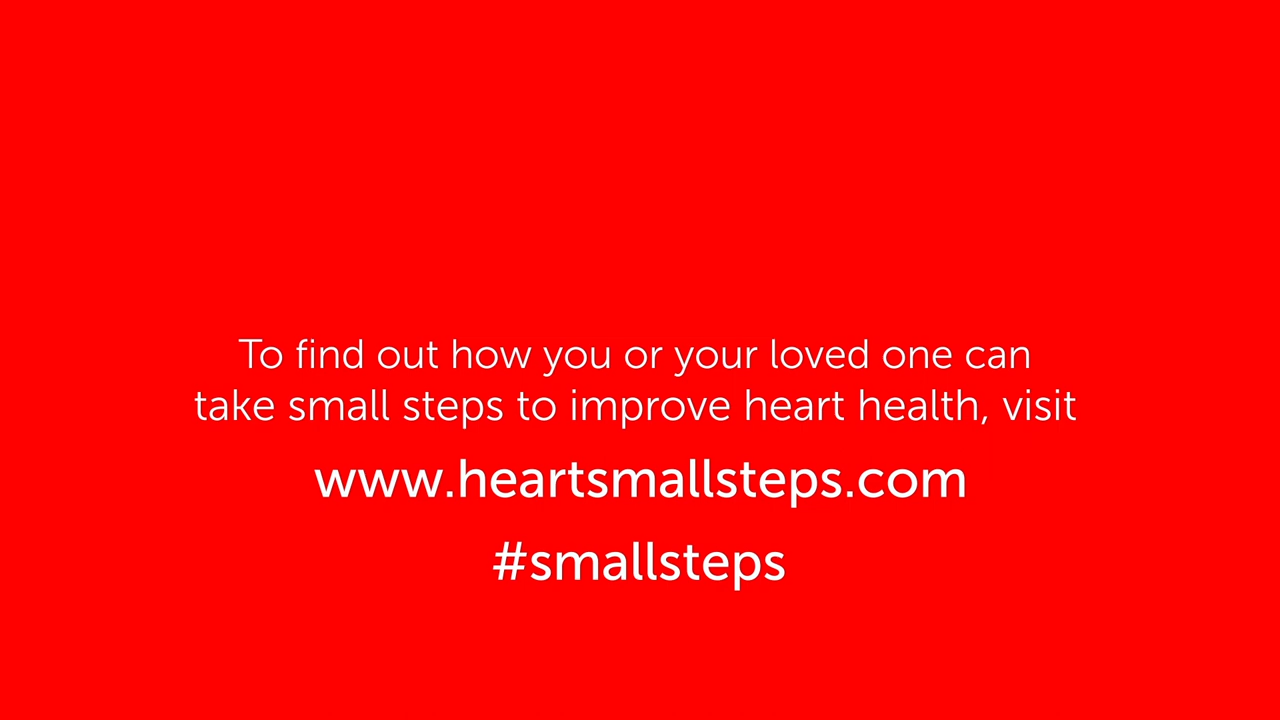 To find out how you or your loved one can
take small steps to improve heart health, visit
www.heartsmallsteps.com
#smallsteps